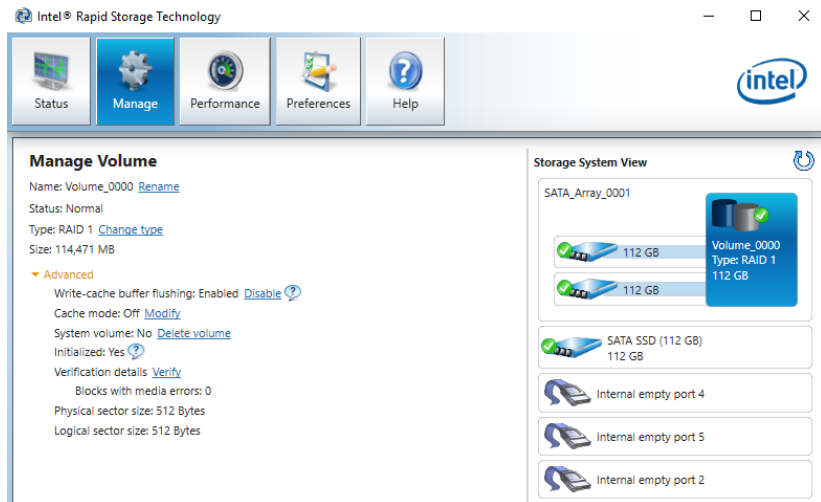 Intel® Rapid Storage Technology
Status
Manage
Performance
Preferences
Help
intel
Manage Volume
Name: Volume_0000 Rename
Status: Normal
Type: RAID 1 Change type
Size: 114,471 MB
Advanced
Write-cache buffer flushing: Enabled Disable ?
Cache mode: Off Modify
System volume: No Delete volume
Initialized: Yes ?
Verification details Verify
Blocks with media errors: 0
Physical sector size: 512 Bytes
Logical sector size: 512 Bytes
Storage System View
SATA_Array_0001
112 GB
112 GB
Volume_0000
Type: RAID 1
112 GB
SATA SSD (112 GB)
112 GB
Internal empty port 4
Internal empty port 5
Internal empty port 2